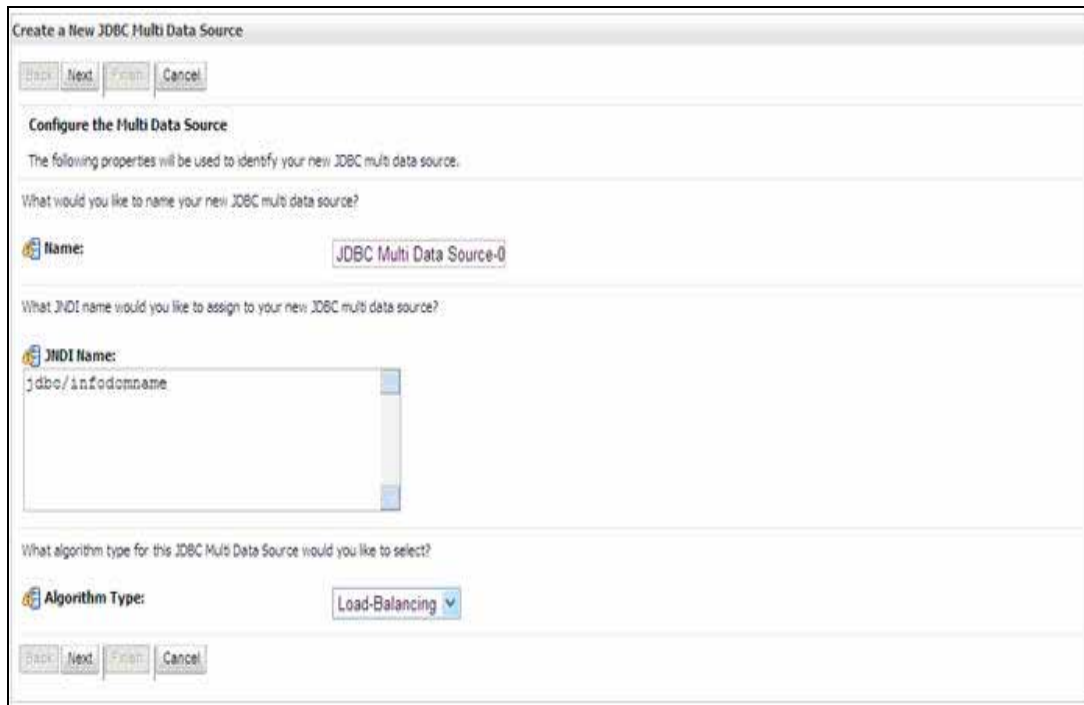 Create a New JDBC Multi Data Source
Back Next Finish Cancel
Configure the Multi Data Source
The following properties will be used to identify your new JDBC multi data source.
What would you like to name your new JDBC multi data source?
Name: JDBC Multi Data Source-0
What JNDI name would you like to assign to your new JDBC multi data source?
JNDI Name:
jdbc/infodomname
What algorithm type for this JDBC Multi Data Source would you like to select?
Algorithm Type: Load-Balancing
Back Next Finish Cancel